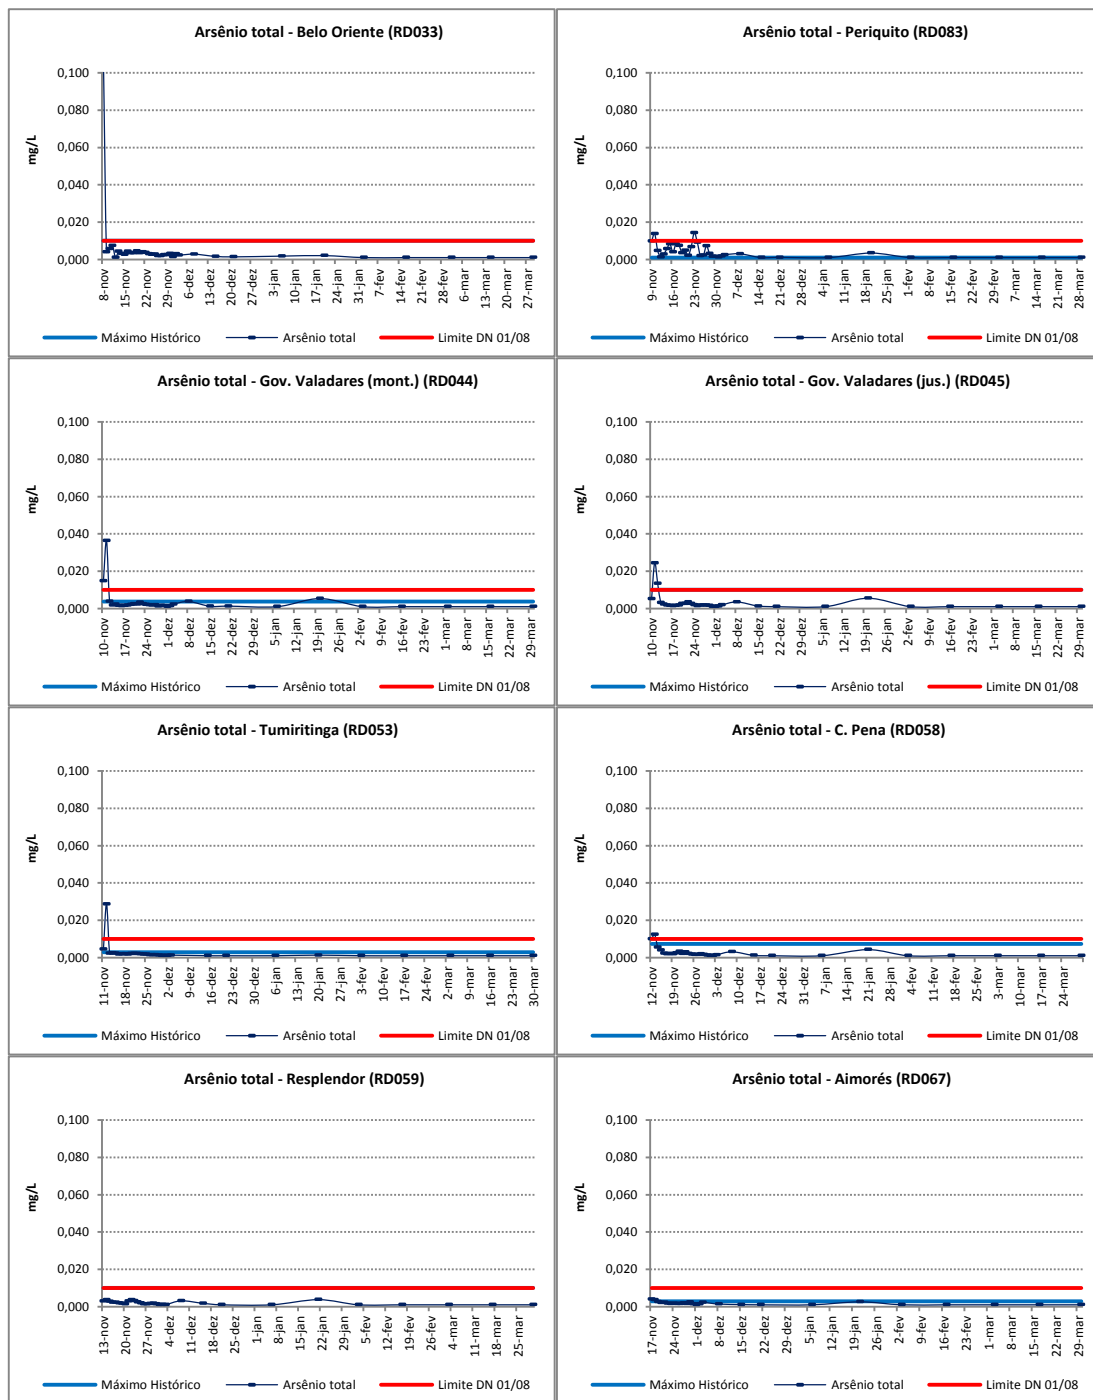 Arsênio total - Belo Oriente (RD033)
mg/L
0,100
0,080
0,060
0,040
0,020
0,000
8-nov 15-nov 22-nov 29-nov 6-dez 13-dez 20-dez 27-dez 3-jan 10-jan 17-jan 24-jan 31-jan 7-fev 14-fev 21-fev 28-fev 6-mar 13-mar 20-mar 27-mar
Máximo Histórico Arsênio total Limite DN 01/08
Arsênio total - Periquito (RD083)
mg/L
0,100
0,080
0,060
0,040
0,020
0,000
9-nov 16-nov 23-nov 30-nov 7-dez 14-dez 21-dez 28-dez 4-jan 11-jan 18-jan 25-jan 1-fev 8-fev 15-fev 22-fev 29-fev 7-mar 14-mar 21-mar 28-mar
Máximo Histórico Arsênio total Limite DN 01/08
Arsênio total - Gov. Valadares (mont.) (RD044)
mg/L
0,100
0,080
0,060
0,040
0,020
0,000
10-nov 17-nov 24-nov 1-dez 8-dez 15-dez 22-dez 29-dez 5-jan 12-jan 19-jan 26-jan 2-fev 9-fev 16-fev 23-fev 1-mar 8-mar 15-mar 22-mar 29-mar
Máximo Histórico Arsênio total Limite DN 01/08
Arsênio total - Gov. Valadares (jus.) (RD045)
mg/L
0,100
0,080
0,060
0,040
0,020
0,000
10-nov 17-nov 24-nov 1-dez 8-dez 15-dez 22-dez 29-dez 5-jan 12-jan 19-jan 26-jan 2-fev 9-fev 16-fev 23-fev 1-mar 8-mar 15-mar 22-mar 29-mar
Máximo Histórico Arsênio total Limite DN 01/08
Arsênio total - Tumiritinga (RD053)
mg/L
0,100
0,080
0,060
0,040
0,020
0,000
11-nov 18-nov 25-nov 2-dez 9-dez 16-dez 23-dez 30-dez 6-jan 13-jan 20-jan 27-jan 3-fev 10-fev 17-fev 24-fev 2-mar 9-mar 16-mar 23-mar 30-mar
Máximo Histórico Arsênio total Limite DN 01/08
Arsênio total - C. Pena (RD058)
mg/L
0,100
0,080
0,060
0,040
0,020
0,000
12-nov 19-nov 26-nov 3-dez 10-dez 17-dez 24-dez 31-dez 7-jan 14-jan 21-jan 28-jan 4-fev 11-fev 18-fev 25-fev 3-mar 10-mar 17-mar 24-mar
Máximo Histórico Arsênio total Limite DN 01/08
Arsênio total - Resplendor (RD059)
mg/L
0,100
0,080
0,060
0,040
0,020
0,000
13-nov 20-nov 27-nov 4-dez 11-dez 18-dez 25-dez 1-jan 8-jan 15-jan 22-jan 29-jan 5-fev 12-fev 19-fev 26-fev 4-mar 11-mar 18-mar 25-mar
Máximo Histórico Arsênio total Limite DN 01/08
Arsênio total - Aimorés (RD067)
mg/L
0,100
0,080
0,060
0,040
0,020
0,000
17-nov 24-nov 1-dez 8-dez 15-dez 22-dez 29-dez 5-jan 12-jan 19-jan 26-jan 2-fev 9-fev 16-fev 23-fev 1-mar 8-mar 15-mar 22-mar 29-mar
Máximo Histórico Arsênio total Limite DN 01/08